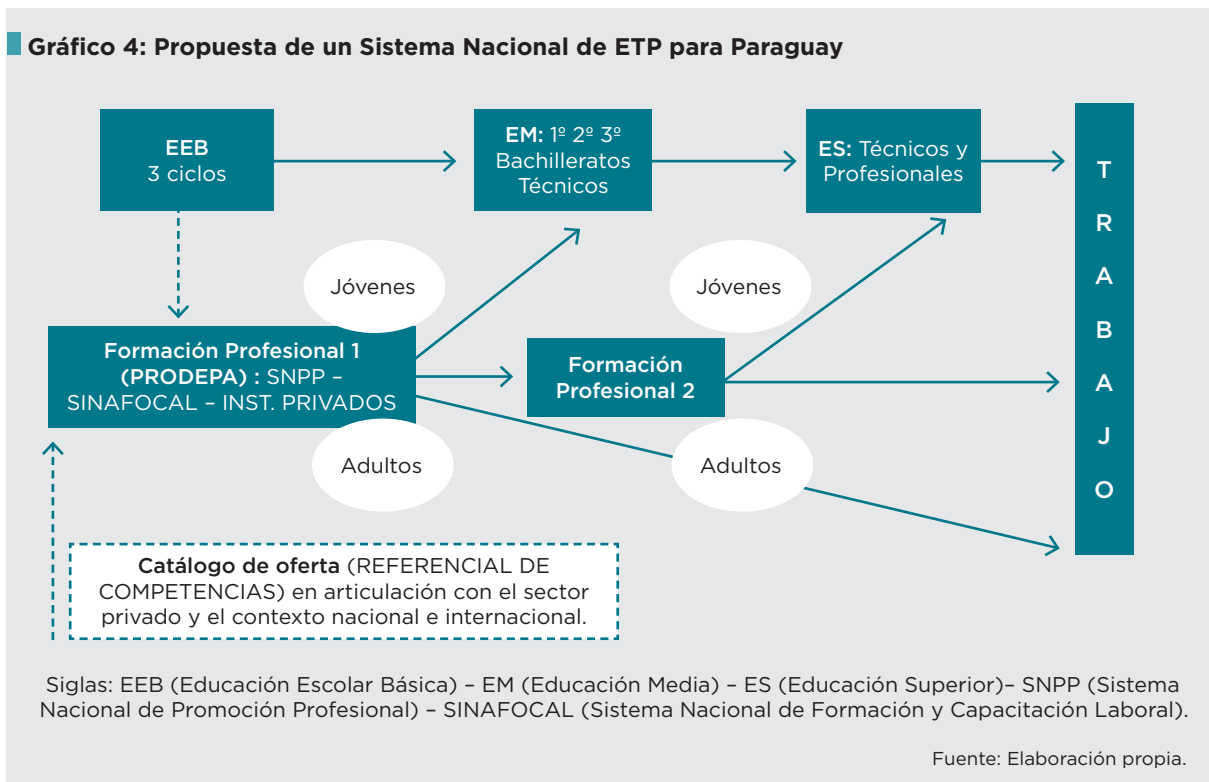 Gráfico 4: Propuesta de un Sistema Nacional de ETP para Paraguay
EEB
3 ciclos
EM: 1º 2º 3º
Bachilleratos
Técnicos
ES: Técnicos y
Profesionales
T
R
A
B
A
J
O
Jóvenes
Jóvenes
Formación Profesional 1
(PRODEPA) : SNPP –
SINAFOCAL – INST. PRIVADOS
Formación
Profesional 2
Adultos
Adultos
Catálogo de oferta (REFERENCIAL DE
COMPETENCIAS) en articulación con el sector
privado y el contexto nacional e internacional.
Siglas: EEB (Educación Escolar Básica) – EM (Educación Media) – ES (Educación Superior)– SNPP (Sistema
Nacional de Promoción Profesional) – SINAFOCAL (Sistema Nacional de Formación y Capacitación Laboral).
Fuente: Elaboración propia.